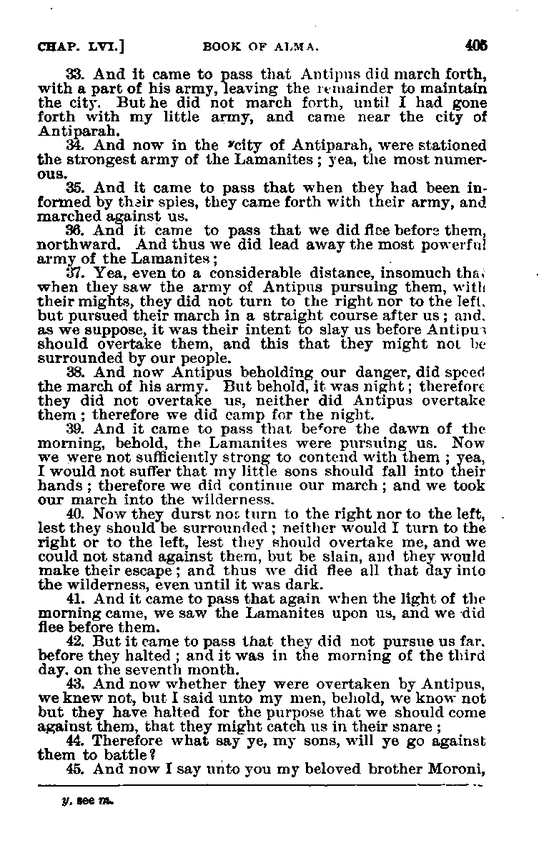 CHAP. LVI.] BOOK OF ALMA. 405
33. And it came to pass that Antipus did march forth,
with a part of his army, leaving the remainder to maintain
the city. But he did not march forth, until I had gone
forth with my little army, and came near the city of
Antiparah.
34. And now in the ʸcity of Antiparah, were stationed
the strongest army of the Lamanites; yea, the most numer-
ous.
35. And it came to pass that when they had been in-
formed by their spies, they came forth with their army, and
marched against us.
36. And it came to pass that we did flee before them,
northward. And thus we did lead away the most powerful
army of the Lamanites;
37. Yea, even to a considerable distance, insomuch that
when they saw the army of Antipus pursuing them, with
their mights, they did not turn to the right nor to the left,
but pursued their march in a straight course after us; and,
as we suppose, it was their intent to slay us before Antipus
should overtake them, and this that they might not be
surrounded by our people.
38. And now Antipus beholding our danger, did speed
the march of his army. But behold, it was night; therefore
they did not overtake us, neither did Antipus overtake
them; therefore we did camp for the night.
39. And it came to pass that before the dawn of the
morning, behold, the Lamanites were pursuing us. Now
we were not sufficiently strong to contend with them; yea,
I would not suffer that my little sons should fall into their
hands; therefore we did continue our march; and we took
our march into the wilderness.
40. Now they durst not turn to the right nor to the left,
lest they should be surrounded; neither would I turn to the
right or to the left, lest they should overtake me, and we
could not stand against them, but be slain, and they would
make their escape; and thus we did flee all that day into
the wilderness, even until it was dark.
41. And it came to pass that again when the light of the
morning came, we saw the Lamanites upon us, and we did
flee before them.
42. But it came to pass that they did not pursue us far,
before they halted; and it was in the morning of the third
day, on the seventh month.
43. And now whether they were overtaken by Antipus,
we knew not, but I said unto my men, behold, we know not
but they have halted for the purpose that we should come
against them, that they might catch us in their snare;
44. Therefore what say ye, my sons, will ye go against
them to battle?
45. And now I say unto you my beloved brother Moroni,
y. see m.